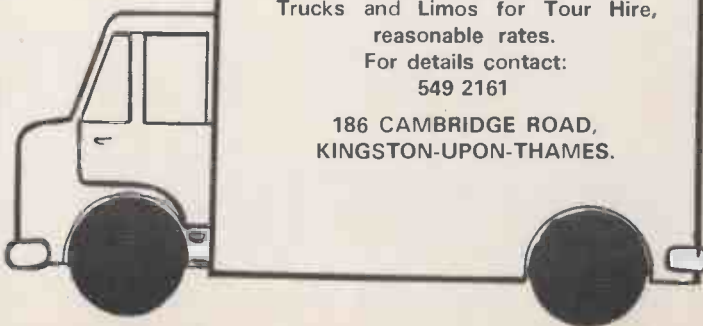 Trucks and Limos for Tour Hire,
reasonable rates.
For details contact:
549 2161
186 CAMBRIDGE ROAD,
KINGSTON-UPON-THAMES.